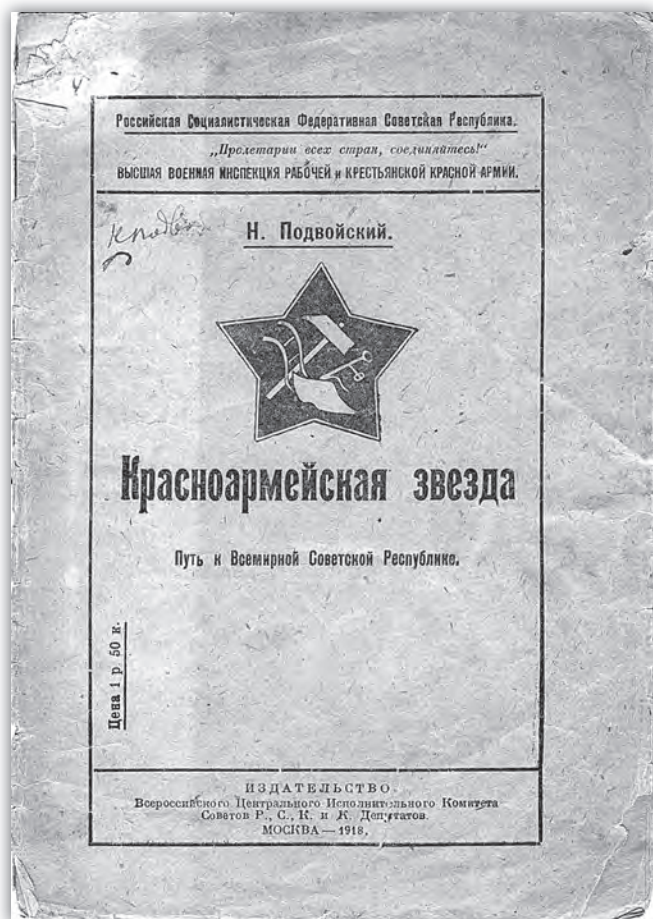 Российская Социалистическая Федеративная Советская Республика.
„Пролетарии всех стран, соединяйтесь!“
ВЫСШАЯ ВОЕННАЯ ИНСПЕКЦИЯ РАБОЧЕЙ и КРЕСТЬЯНСКОЙ КРАСНОЙ АРМИИ.
Н. Подвойский.
Красноармейская звезда
Путь к Всемирной Советской Республике.
Цена 1 р 50 к.
ИЗДАТЕЛЬСТВО
Всероссийского Центрального Исполнительного Комитета
Советов Р., С., К. и К. Депутатов.
МОСКВА — 1918.